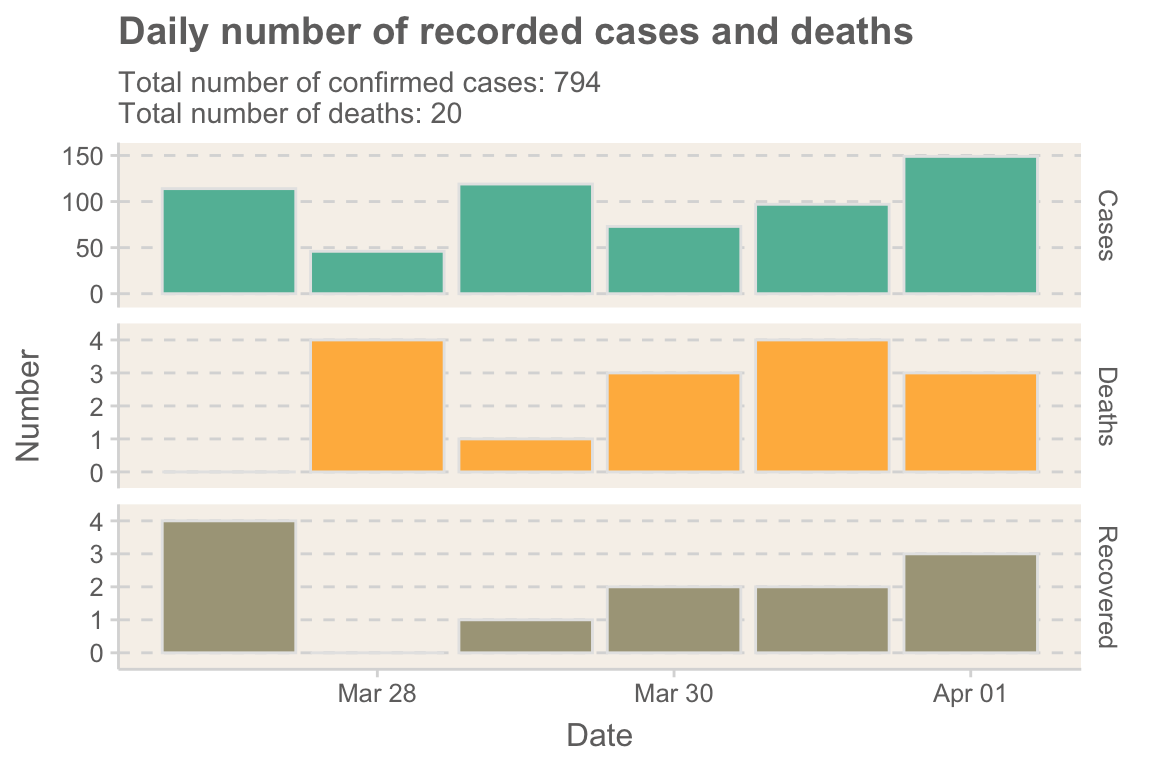 Daily number of recorded cases and deaths
Total number of confirmed cases: 794
Total number of deaths: 20
150
100
50
0
Cases
4
3
2
1
0
Deaths
4
3
2
1
0
Recovered
Number
Mar 28
Mar 30
Apr 01
Date